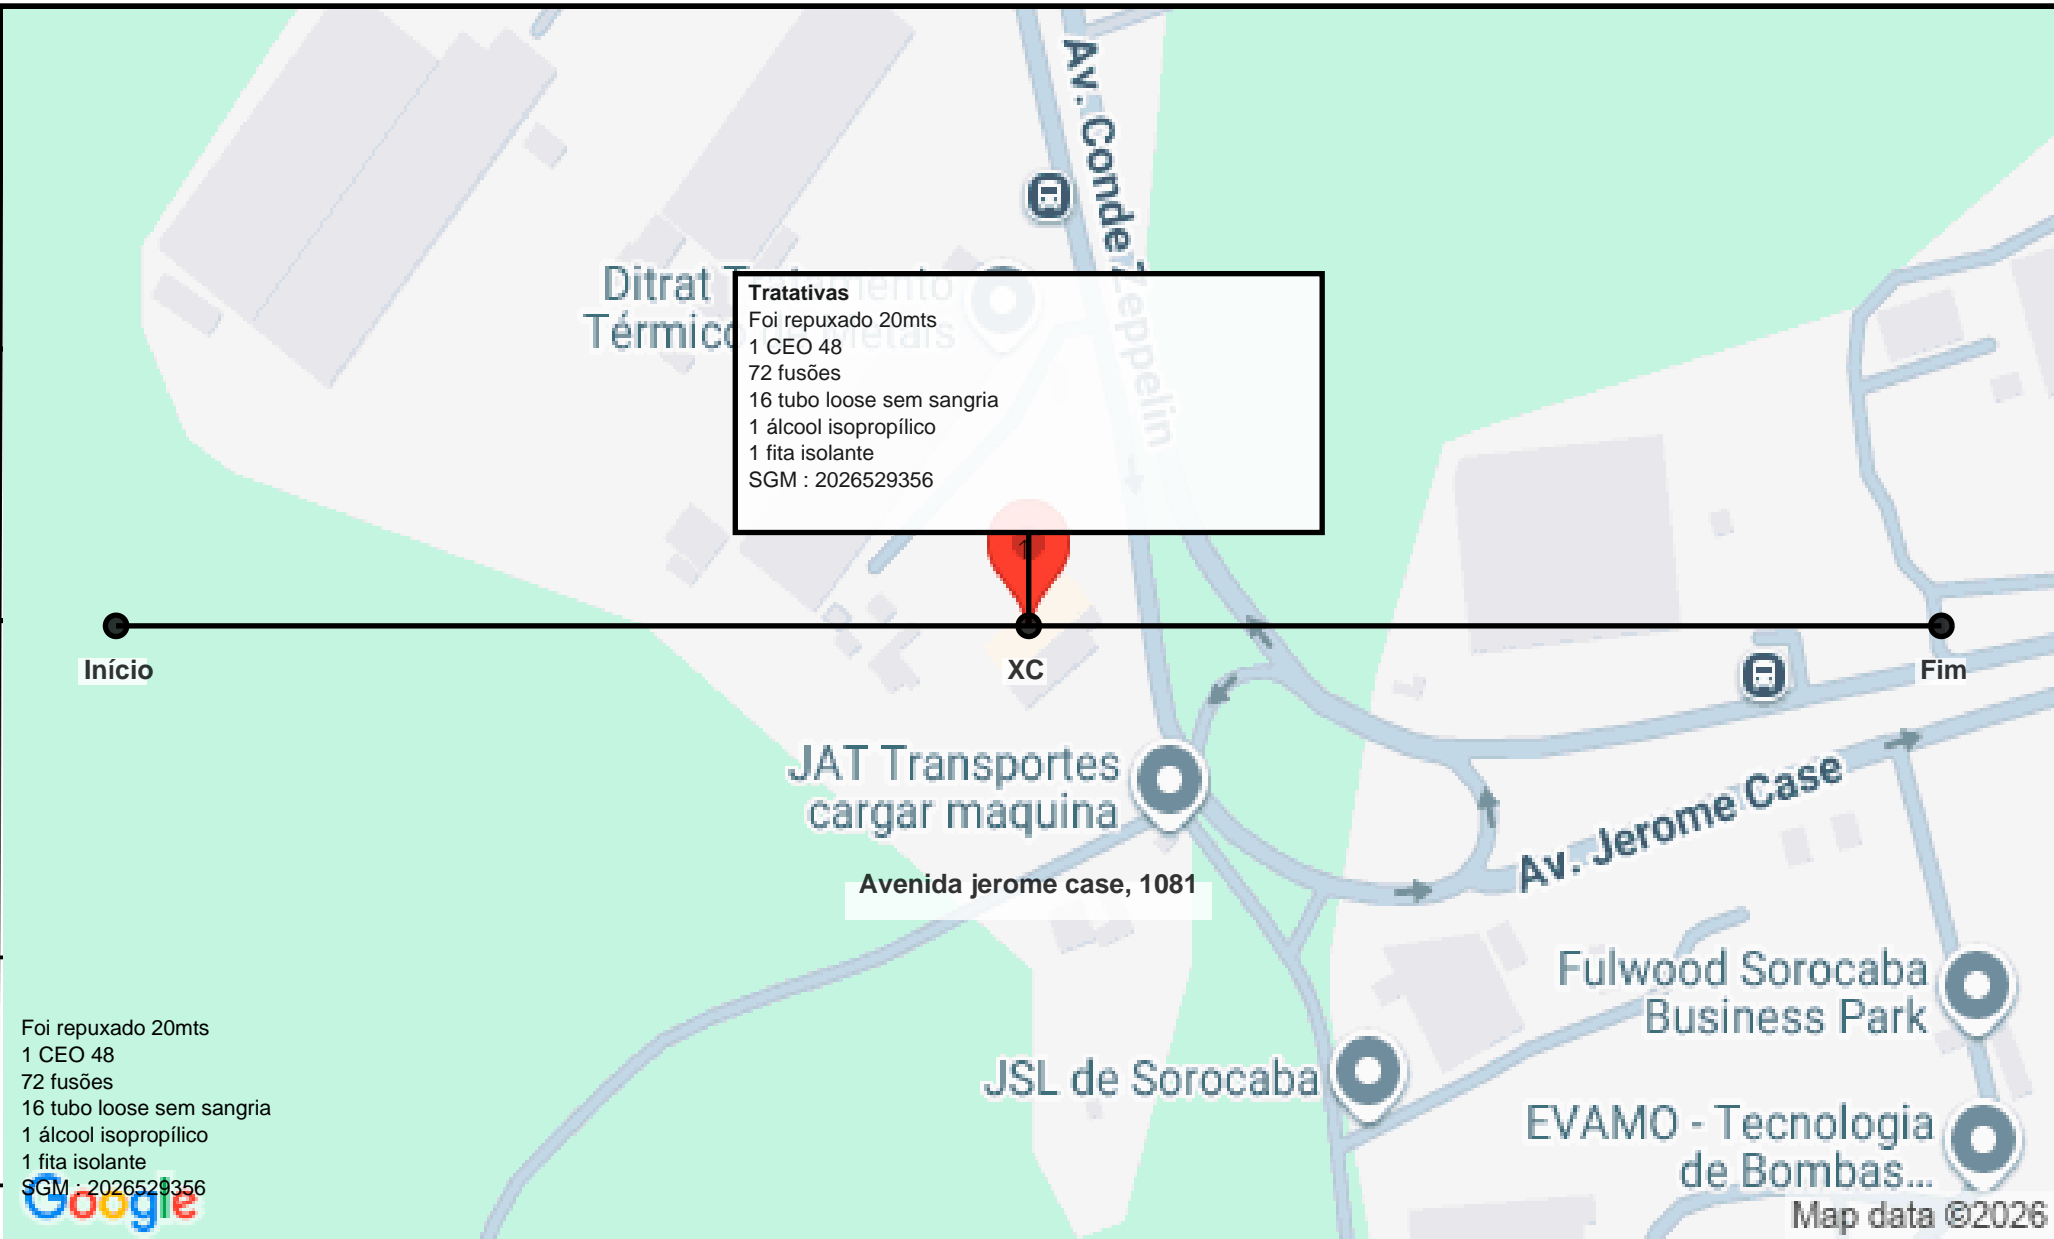 Av. Conde Zeppelin
Ditrat Tratamento
Térmico de Metais
Tratativas
Foi repuxado 20mts
1 CEO 48
72 fusões
16 tubo loose sem sangria
1 álcool isopropílico
1 fita isolante
SGM : 2026529356
1
Início
XC
Fim
JAT Transportes
cargar maquina
Av. Jerome Case
Avenida jerome case, 1081
Fulwood Sorocaba
Business Park
JSL de Sorocaba
EVAMO - Tecnologia
de Bombas...
Foi repuxado 20mts
1 CEO 48
72 fusões
16 tubo loose sem sangria
1 álcool isopropílico
1 fita isolante
SGM : 2026529356
Google
Map data ©2026